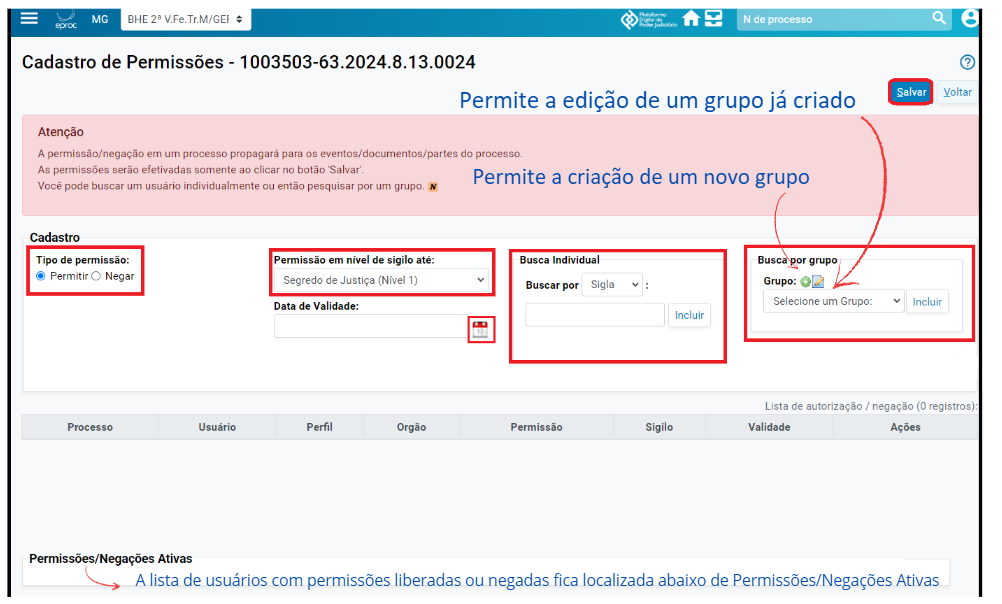 eproc
MG
BHE 2ª V.Fe.Tr.M/GEF
Plataforma
Digital do
Poder Judiciário
N de processo
Cadastro de Permissões - 1003503-63.2024.8.13.0024
Permite a edição de um grupo já criado
Salvar
Voltar
Atenção
A permissão/negação em um processo propagará para os eventos/documentos/partes do processo.
As permissões serão efetivadas somente ao clicar no botão 'Salvar'.
Você pode buscar um usuário individualmente ou então pesquisar por um grupo. N
Permite a criação de um novo grupo
Cadastro
Tipo de permissão:
Permitir Negar
Permissão em nível de sigilo até:
Segredo de Justiça (Nível 1)
Data de Validade:
Busca Individual
Buscar por Sigla :
Incluir
Busca por grupo
Grupo:
Selecione um Grupo: Incluir
Lista de autorização / negação (0 registros):
Processo Usuário Perfil Orgão Permissão Sigilo Validade Ações
Permissões/Negações Ativas
A lista de usuários com permissões liberadas ou negadas fica localizada abaixo de Permissões/Negações Ativas